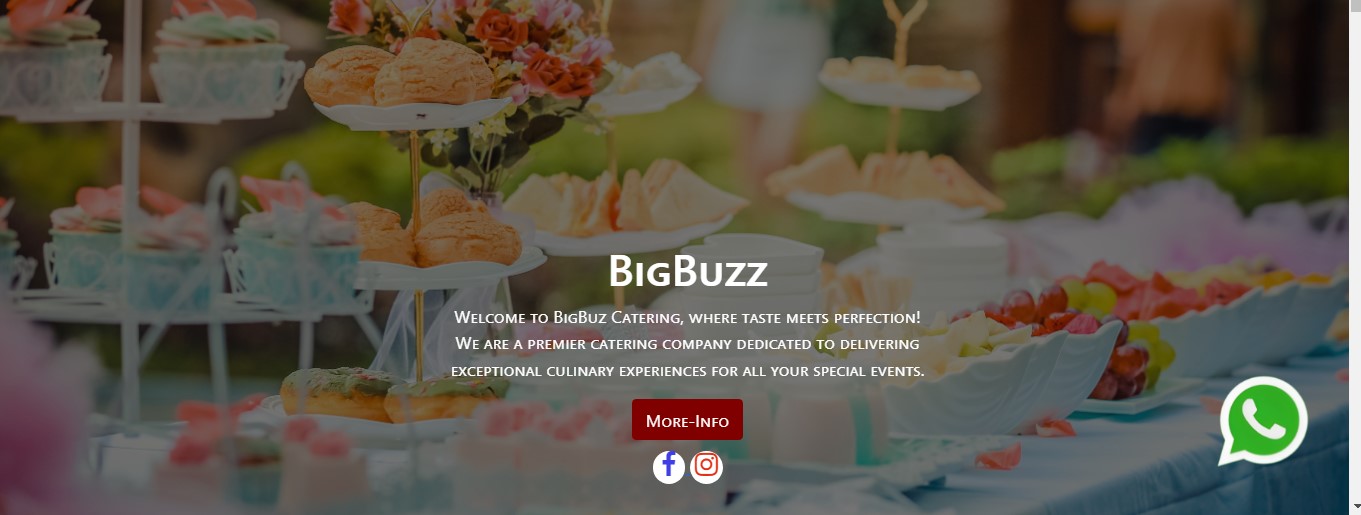 BigBuzz
Welcome to BigBuz Catering, where taste meets perfection!
We are a premier catering company dedicated to delivering
exceptional culinary experiences for all your special events.
More-Info